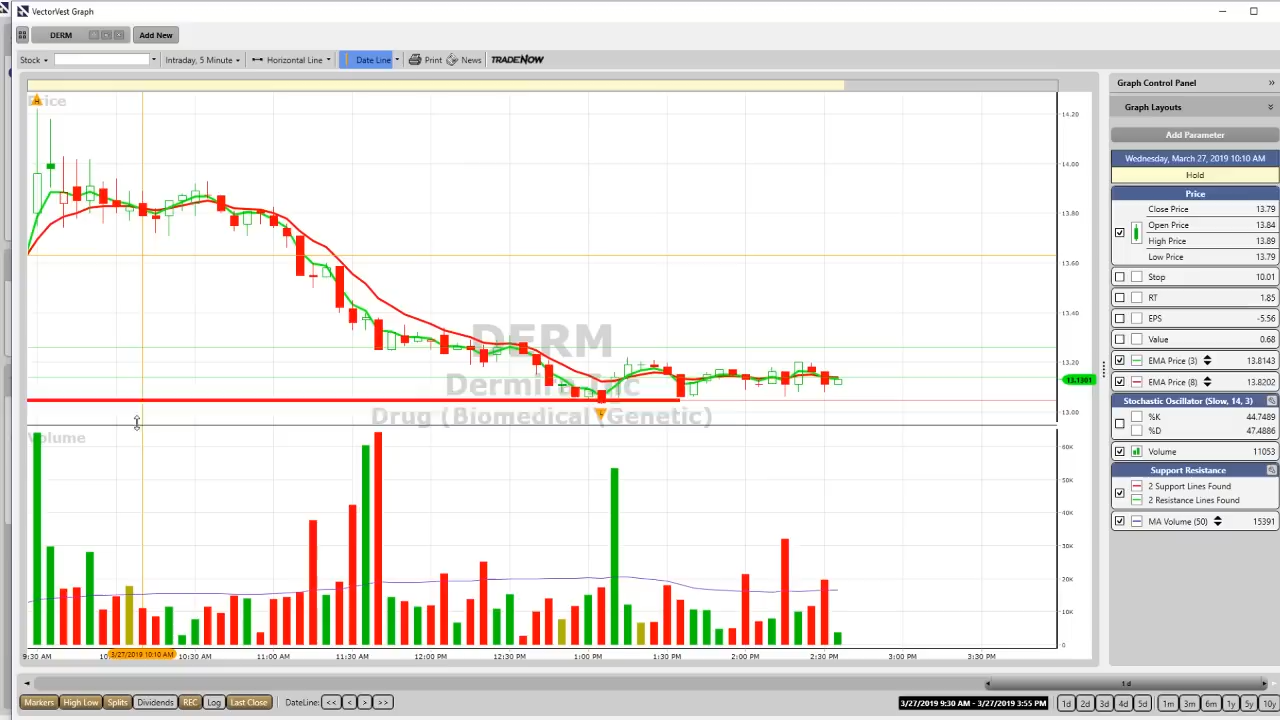 VectorVest Graph
DERM
Add New
Stock
Intraday, 5 Minute
Horizontal Line
Date Line
Print
News
TRADENOW
Price
H
14.20
14.00
13.80
13.60
13.40
13.20
13.1301
13.00
DERM
Dermira Inc
Drug (Biomedical/Genetic)
L
Volume
60K
50K
40K
30K
20K
10K
0
9:30 AM
3/27/2019 10:10 AM
10:30 AM
11:00 AM
11:30 AM
12:00 PM
12:30 PM
1:00 PM
1:30 PM
2:00 PM
2:30 PM
3:00 PM
3:30 PM
1 d
Markers
High Low
Splits
Dividends
REC
Log
Last Close
DateLine:
<<
<
>
>>
3/27/2019 9:30 AM - 3/27/2019 3:55 PM
1d
2d
3d
4d
5d
1m
3m
6m
1y
5y
10y
Graph Control Panel
Graph Layouts
Add Parameter
Wednesday, March 27, 2019 10:10 AM
Hold
Price
Close Price 13.79
Open Price 13.84
High Price 13.89
Low Price 13.79
Stop 10.01
RT 1.85
EPS -5.56
Value 0.68
EMA Price (3) 13.8143
EMA Price (8) 13.8202
Stochastic Oscillator (Slow, 14, 3)
%K 44.7489
%D 47.4886
Volume 11053
Support Resistance
2 Support Lines Found
2 Resistance Lines Found
MA Volume (50) 15391